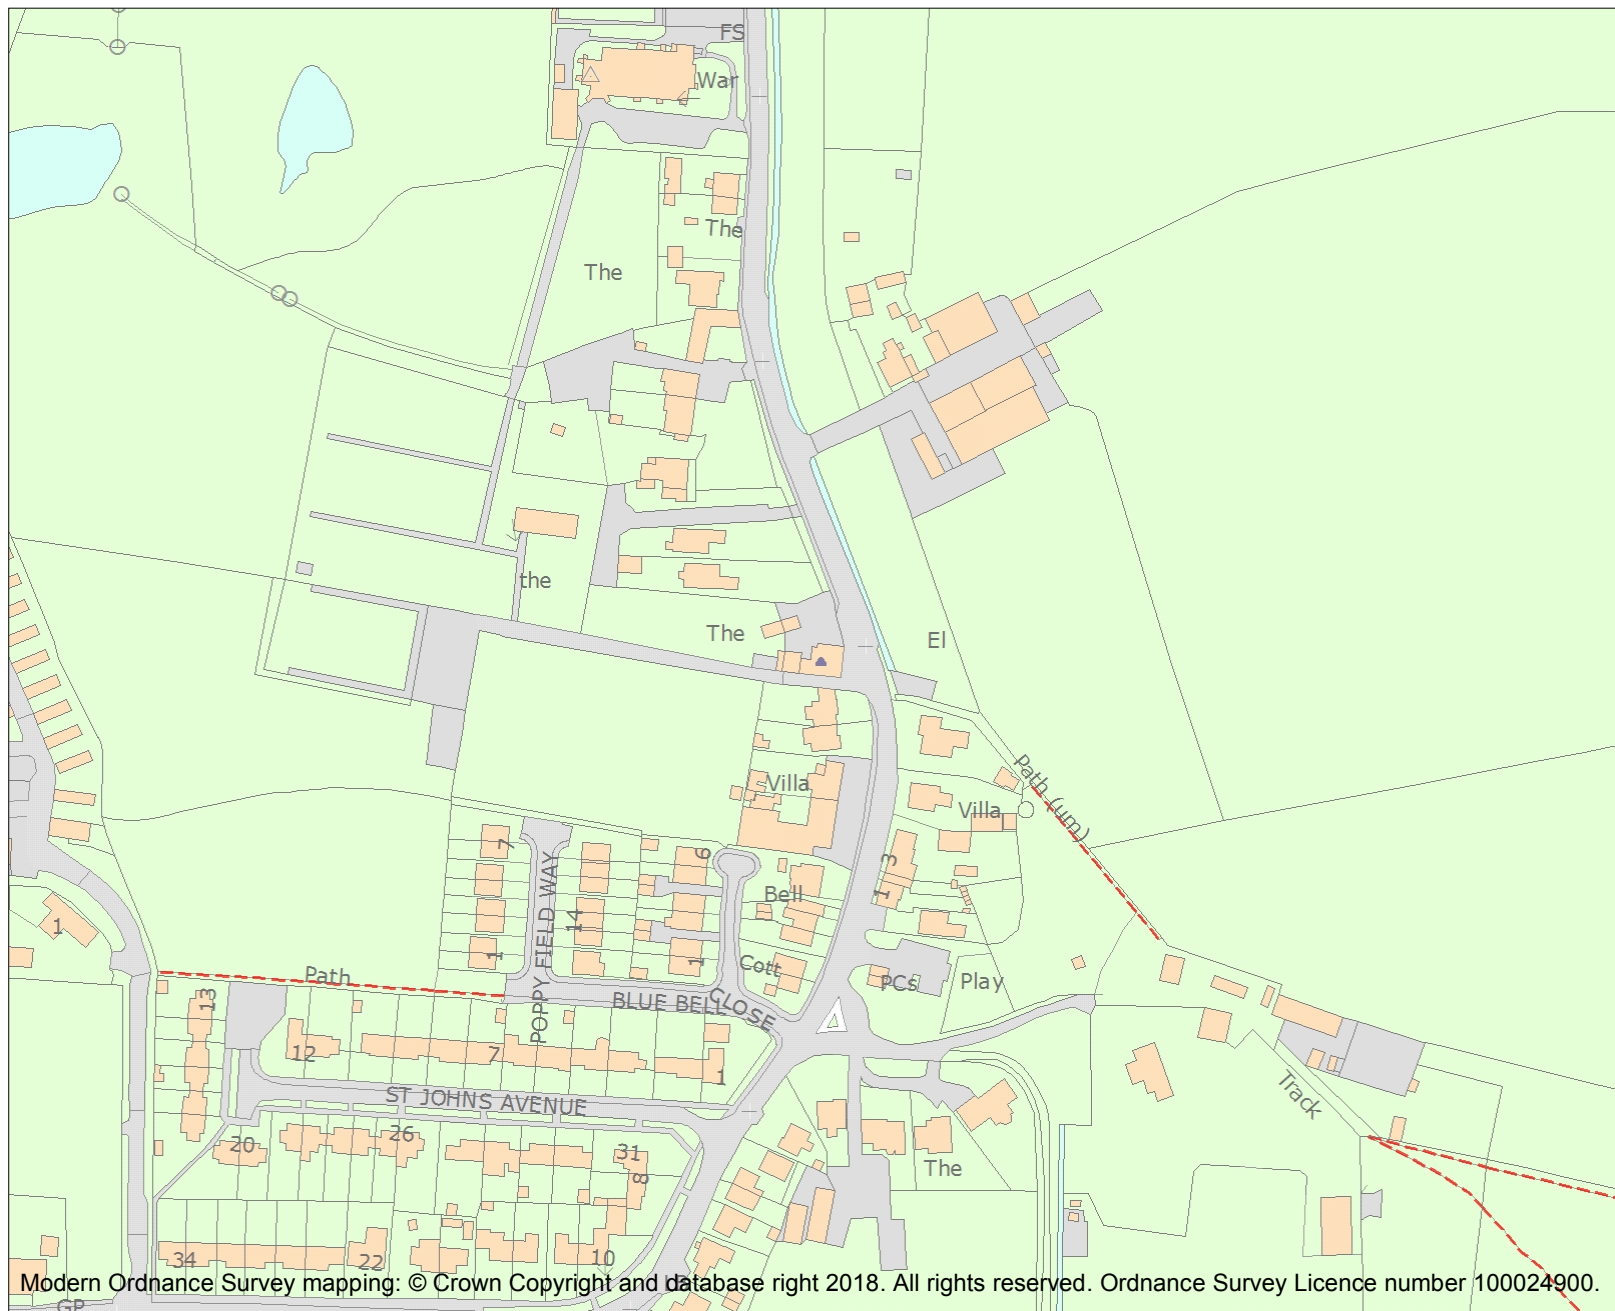 FS
War
The
The
the
The
El
Path (um)
Villa
Villa
7
6
3
1
Bell
14
POPPY FIELD WAY
1
1
1
Cott
Path
PCs
Play
BLUE BELL
CLOSE
13
12
7
1
Track
ST JOHNS AVENUE
20
26
31
8
The
34
22
10
Modern Ordnance Survey mapping: © Crown Copyright and database right 2018. All rights reserved. Ordnance Survey Licence number 100024900.
GP